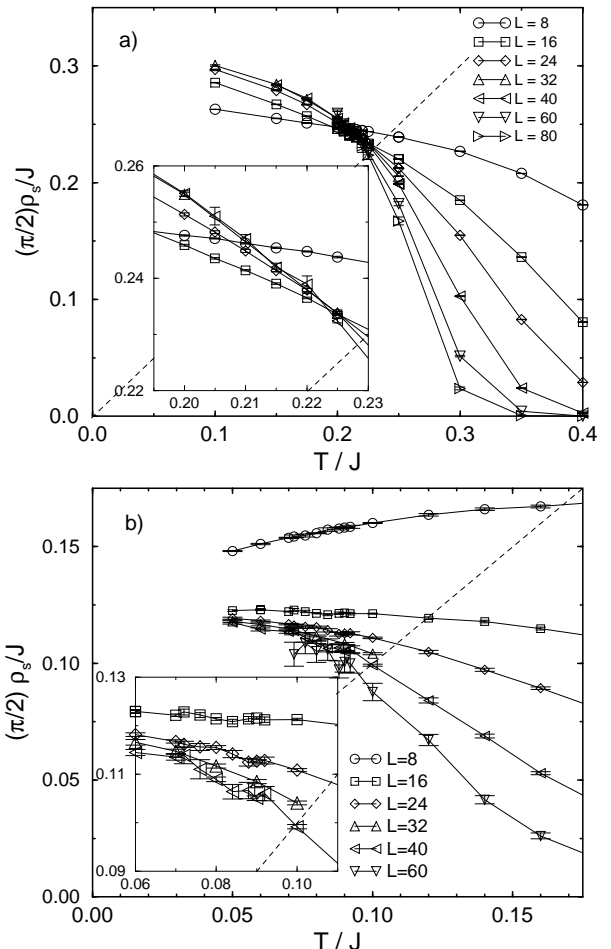 a)
L = 8
L = 16
L = 24
L = 32
L = 40
L = 60
L = 80
0.3
0.2
0.1
0.0
(π/2)ρs/J
0.26
0.24
0.22
0.20 0.21 0.22 0.23
0.0 0.1 0.2 0.3 0.4
T / J
b)
0.15
0.10
0.05
0.00
(π/2) ρs/J
0.13
0.11
0.09
0.06 0.08 0.10
L=8
L=16
L=24
L=32
L=40
L=60
0.00 0.05 0.10 0.15
T / J